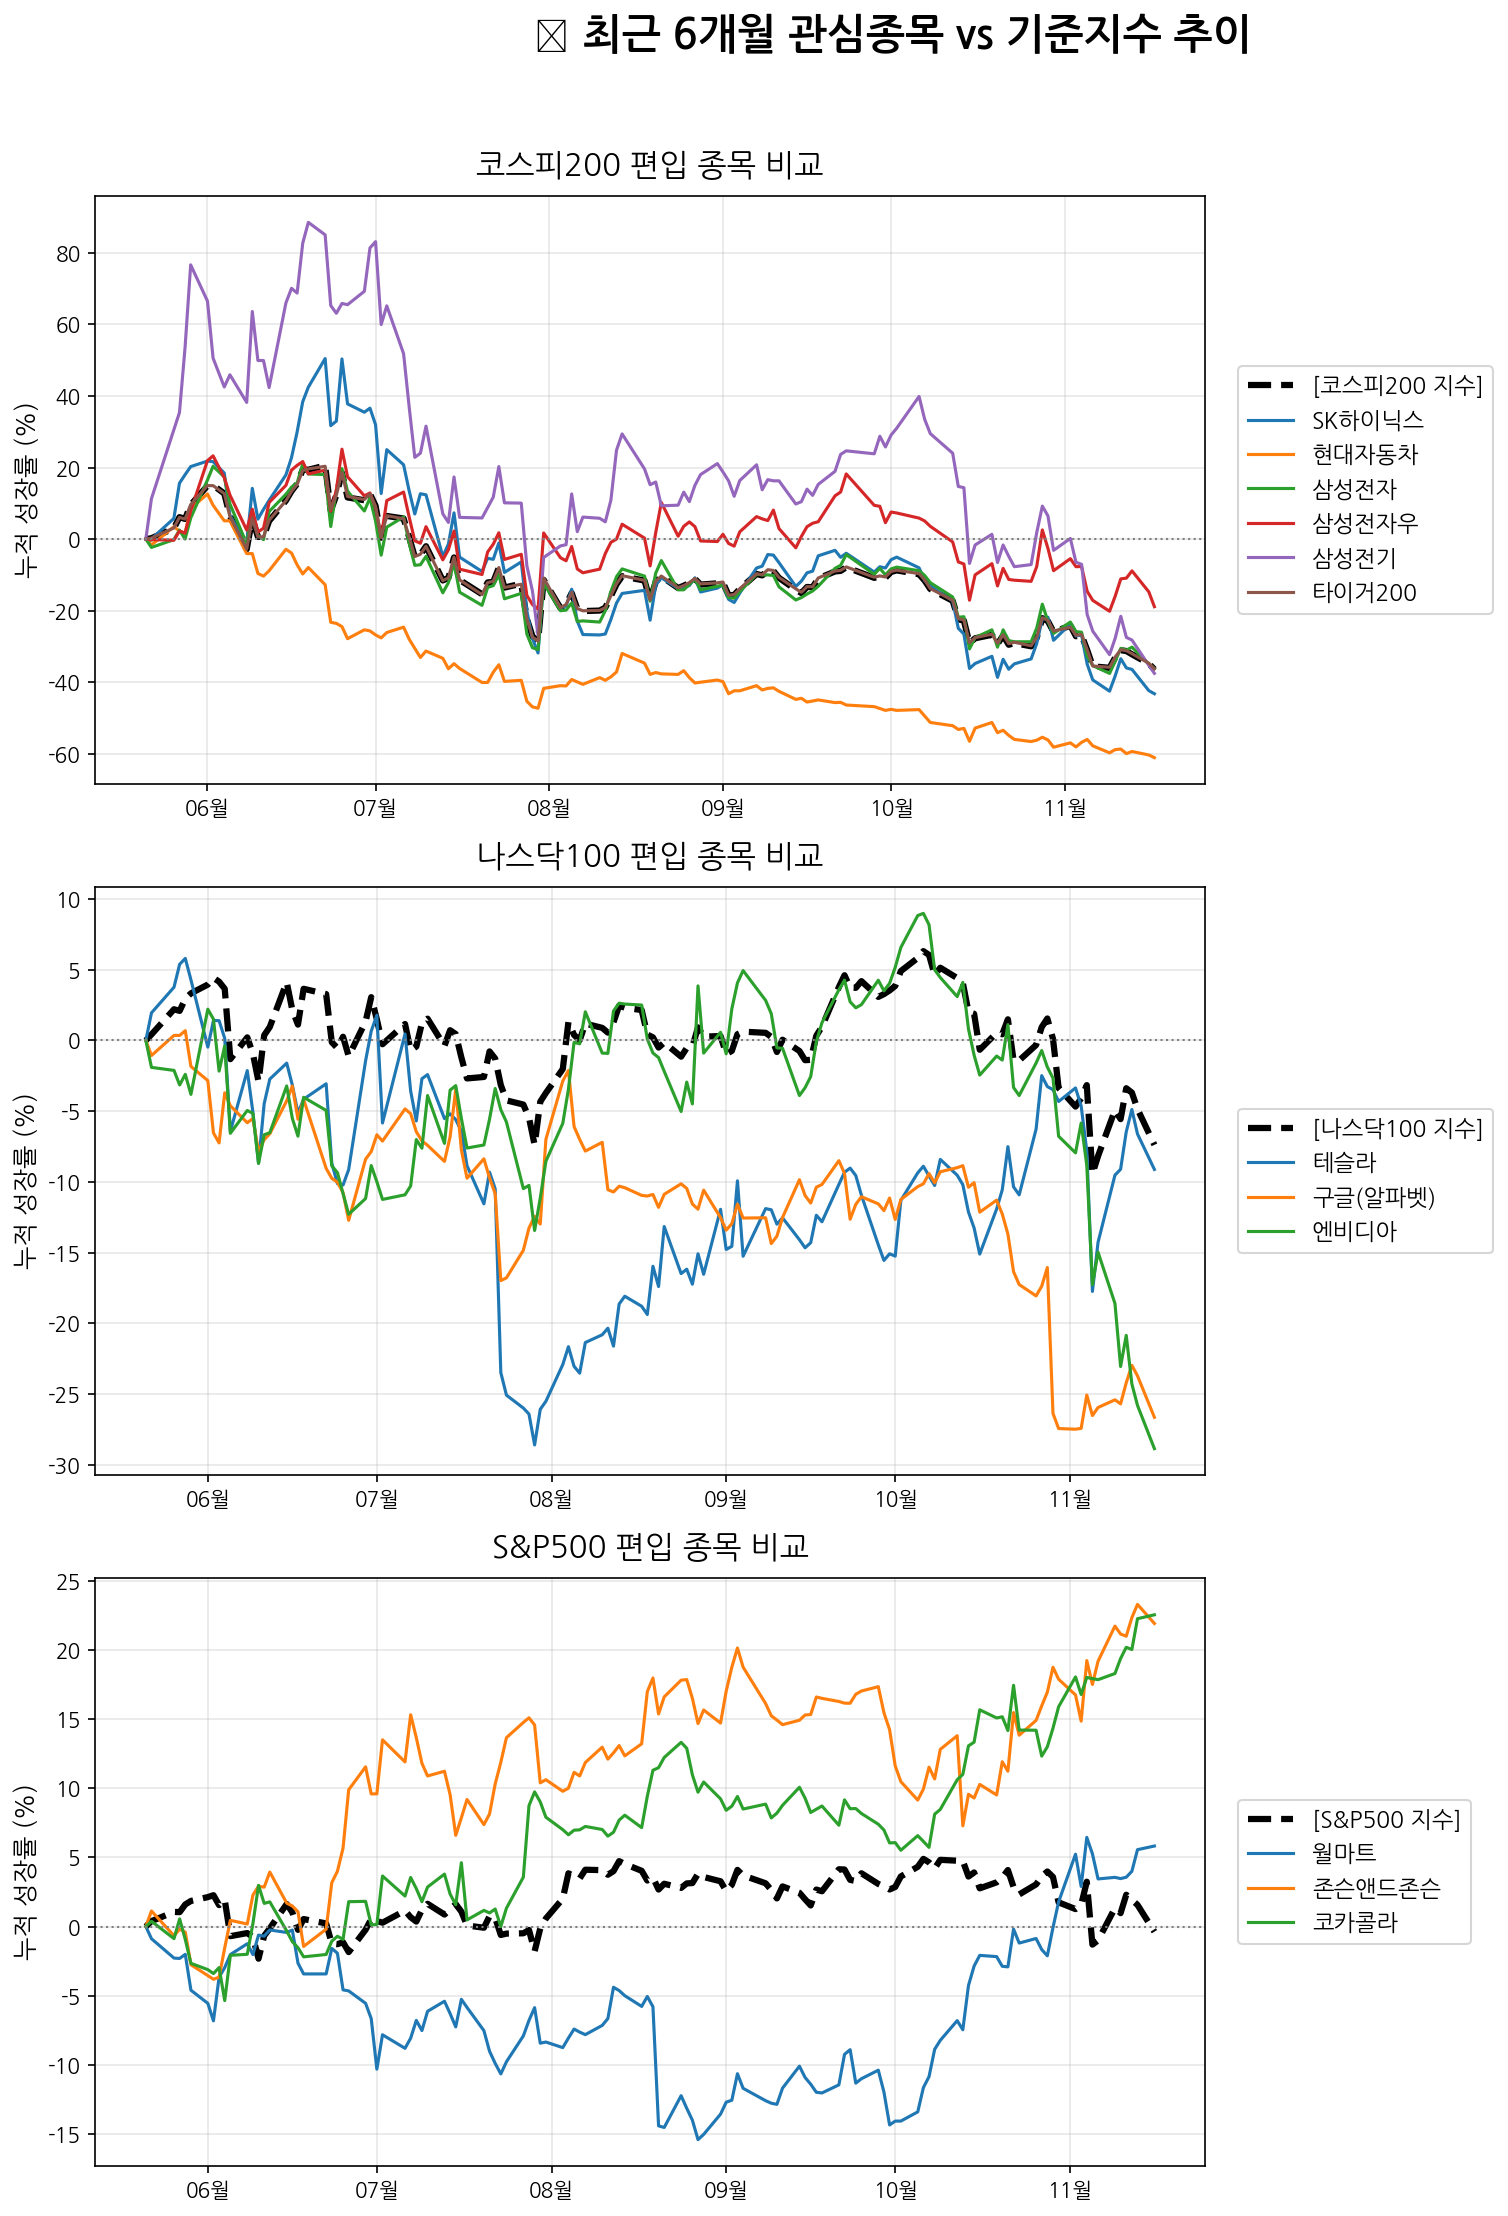 최근 6개월 관심종목 vs 기준지수 추이
코스피200 편입 종목 비교
누적 성장률 (%)
80
60
40
20
0
-20
-40
-60
06월 07월 08월 09월 10월 11월
[코스피200 지수]
SK하이닉스
현대자동차
삼성전자
삼성전자우
삼성전기
타이거200
나스닥100 편입 종목 비교
누적 성장률 (%)
10
5
0
-5
-10
-15
-20
-25
-30
06월 07월 08월 09월 10월 11월
[나스닥100 지수]
테슬라
구글(알파벳)
엔비디아
S&P500 편입 종목 비교
누적 성장률 (%)
25
20
15
10
5
0
-5
-10
-15
06월 07월 08월 09월 10월 11월
[S&P500 지수]
월마트
존슨앤드존슨
코카콜라